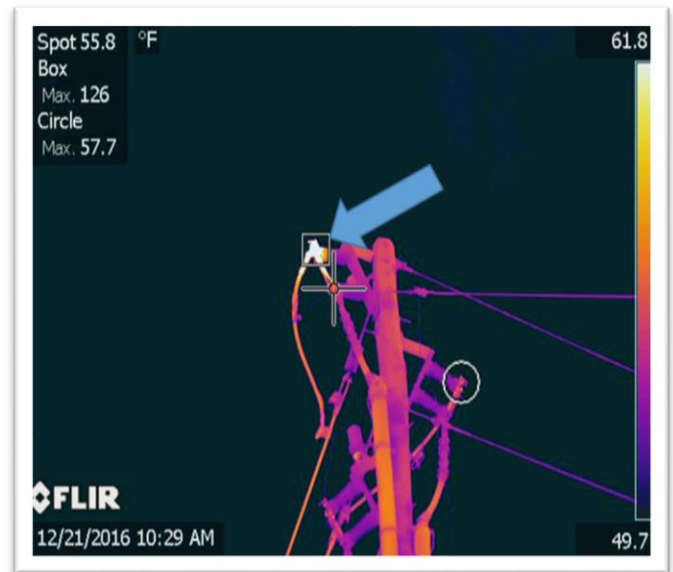 Spot 55.8 °F
61.8
Box
Max. 126
Circle
Max. 57.7
FLIR
12/21/2016 10:29 AM
49.7